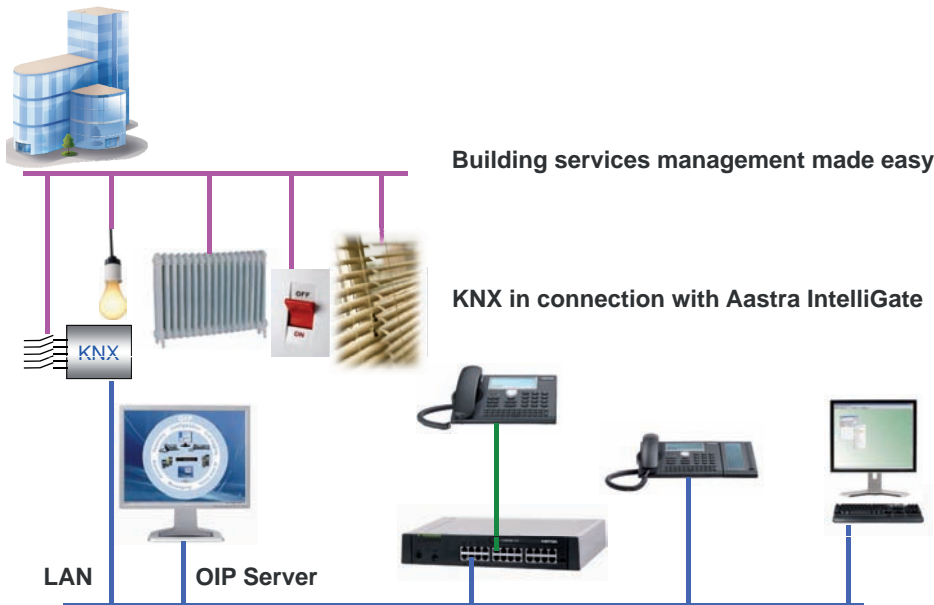 Building services management made easy
OFF
ON
KNX in connection with Aastra IntelliGate
KNX
LAN
OIP Server